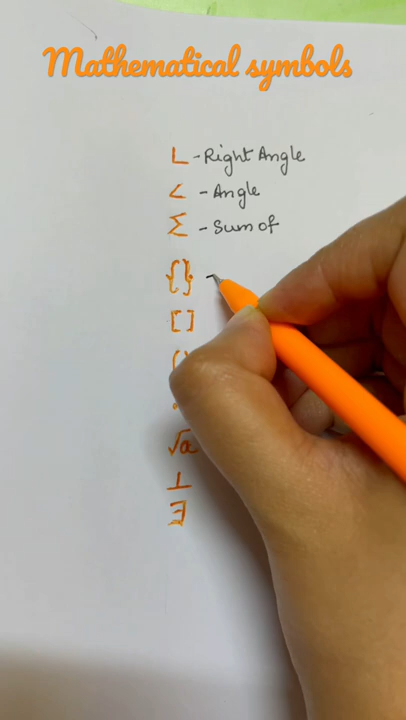 Mathematical symbols
∟ - Right Angle
∠ - Angle
Σ - Sum of
{ } -
[ ]
(
√a
⊥
∃